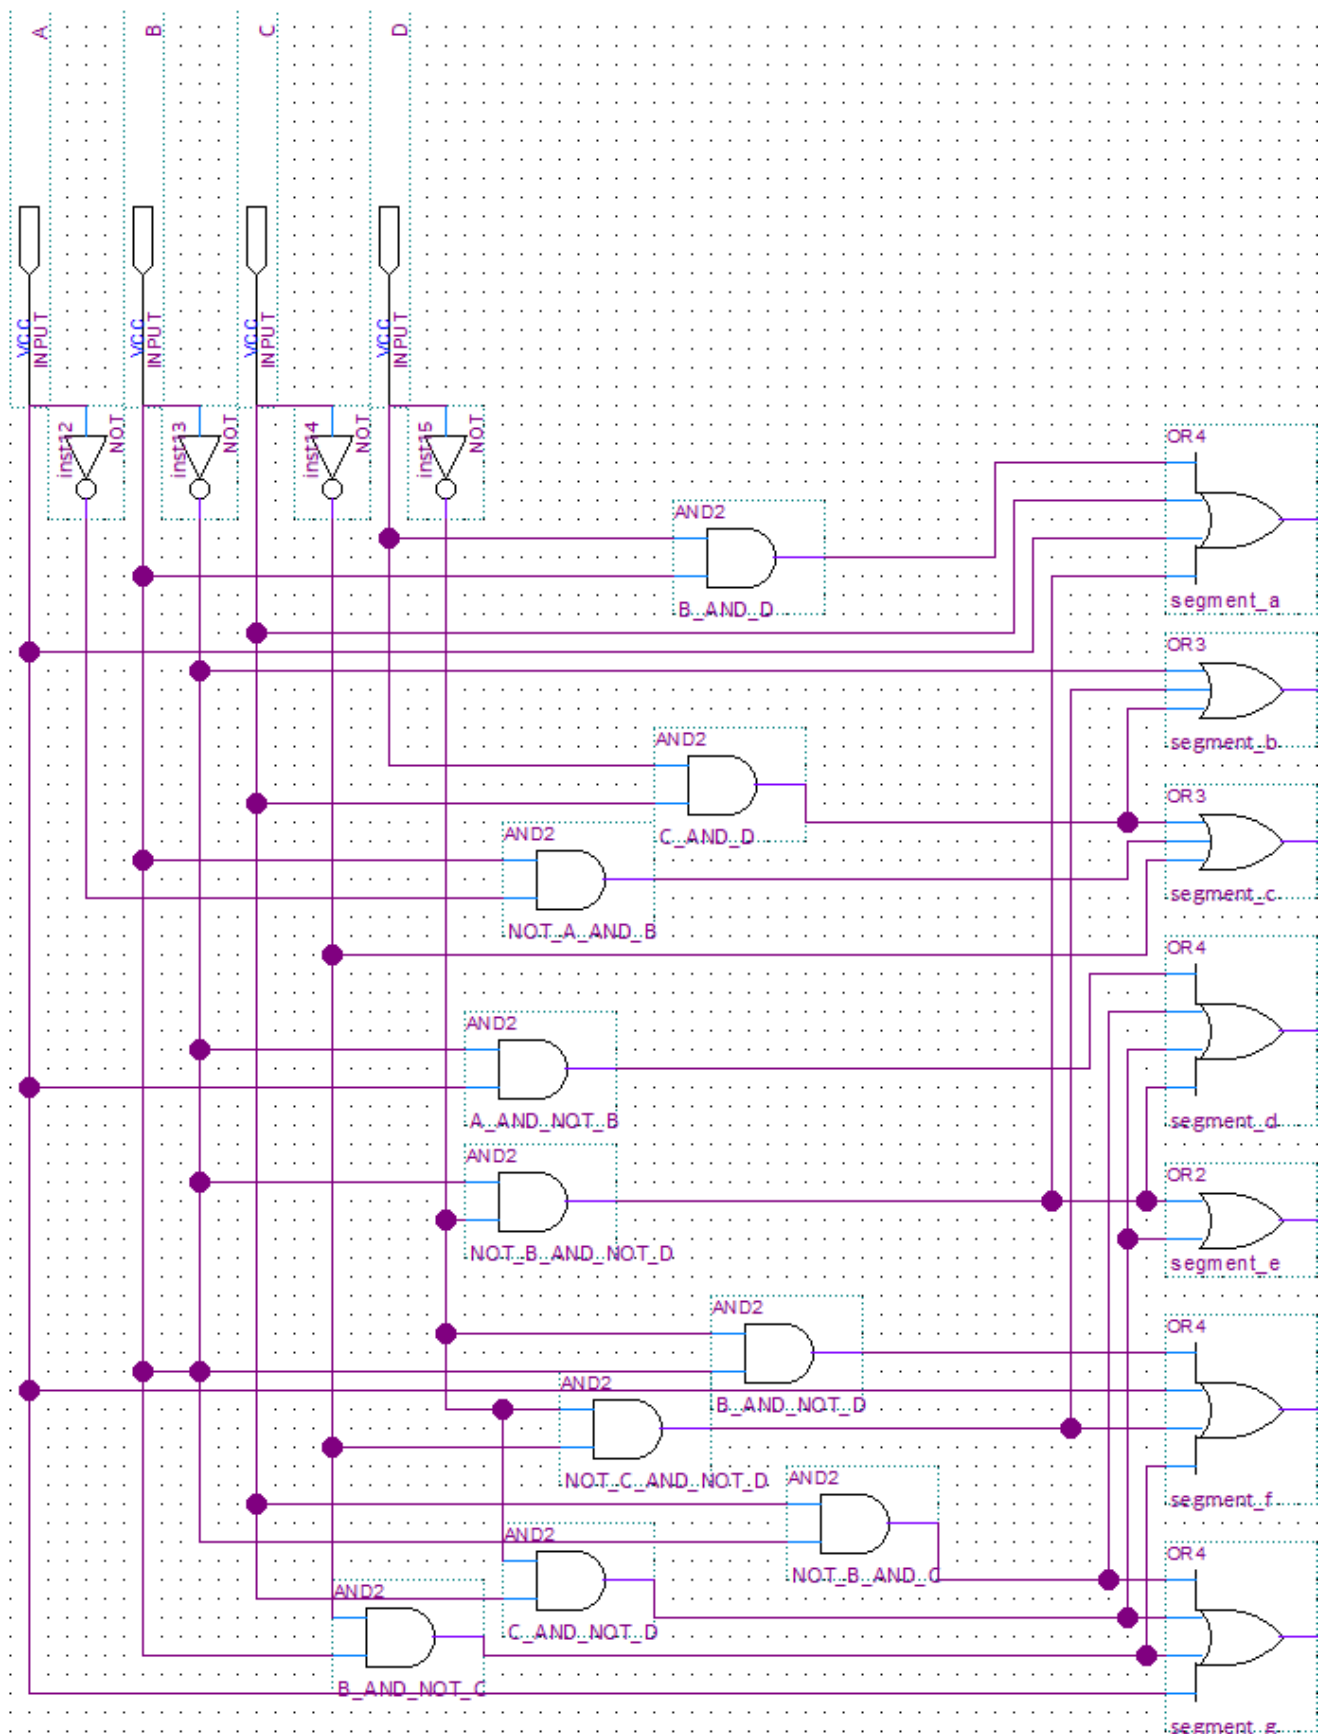 A
B
C
D
VCC
INPUT
VCC
INPUT
VCC
INPUT
VCC
INPUT
inst12
NOT
inst13
NOT
inst14
NOT
inst15
NOT
OR4
segment_a
AND2
B_AND_D
OR3
segment_b
AND2
C_AND_D
OR3
segment_c
AND2
NOT_A_AND_B
OR4
segment_d
AND2
A_AND_NOT_B
AND2
NOT_B_AND_NOT_D
OR2
segment_e
AND2
B_AND_NOT_D
OR4
segment_f
AND2
NOT_C_AND_NOT_D
AND2
NOT_B_AND_C
AND2
C_AND_NOT_D
OR4
segment_g
AND2
B_AND_NOT_C